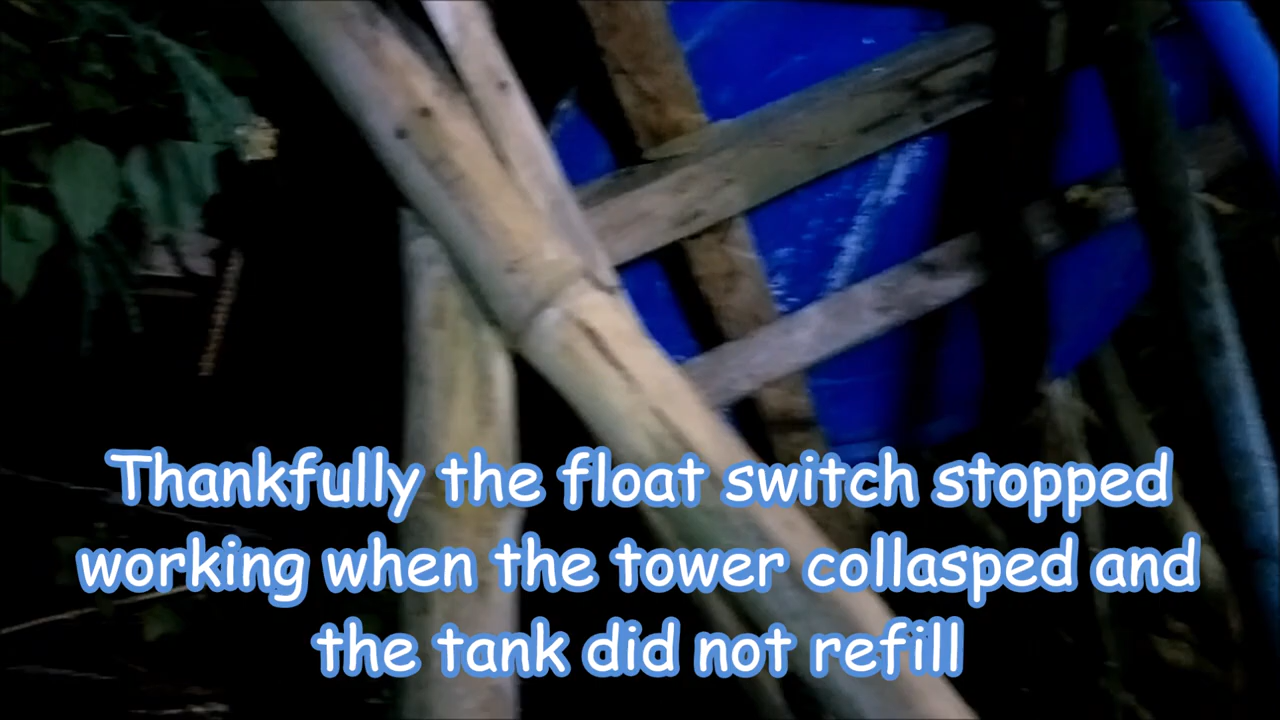 Thankfully the float switch stopped
working when the tower collasped and
the tank did not refill